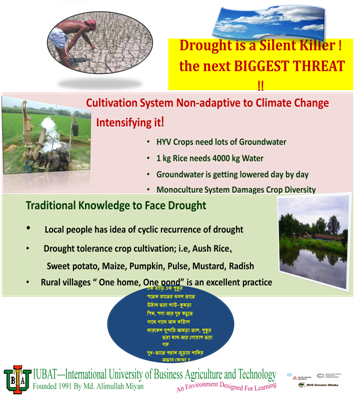 Drought is a Silent Killer !
the next BIGGEST THREAT
!!
Cultivation System Non-adaptive to Climate Change
Intensifying it!
• HYV Crops need lots of Groundwater
• 1 kg Rice needs 4000 kg Water
• Groundwater is getting lowered day by day
• Monoculture System Damages Crop Diversity
Traditional Knowledge to Face Drought
• Local people has idea of cyclic recurrence of drought
• Drought tolerance crop cultivation; i.e, Aush Rice,
Sweet potato, Maize, Pumpkin, Pulse, Mustard, Radish
• Rural villages “ One home, One pond” is an excellent practice
IUBAT—International University of Business Agriculture and Technology
Founded 1991 By Md. Alimullah Miyan
An Environment Designed For Learning